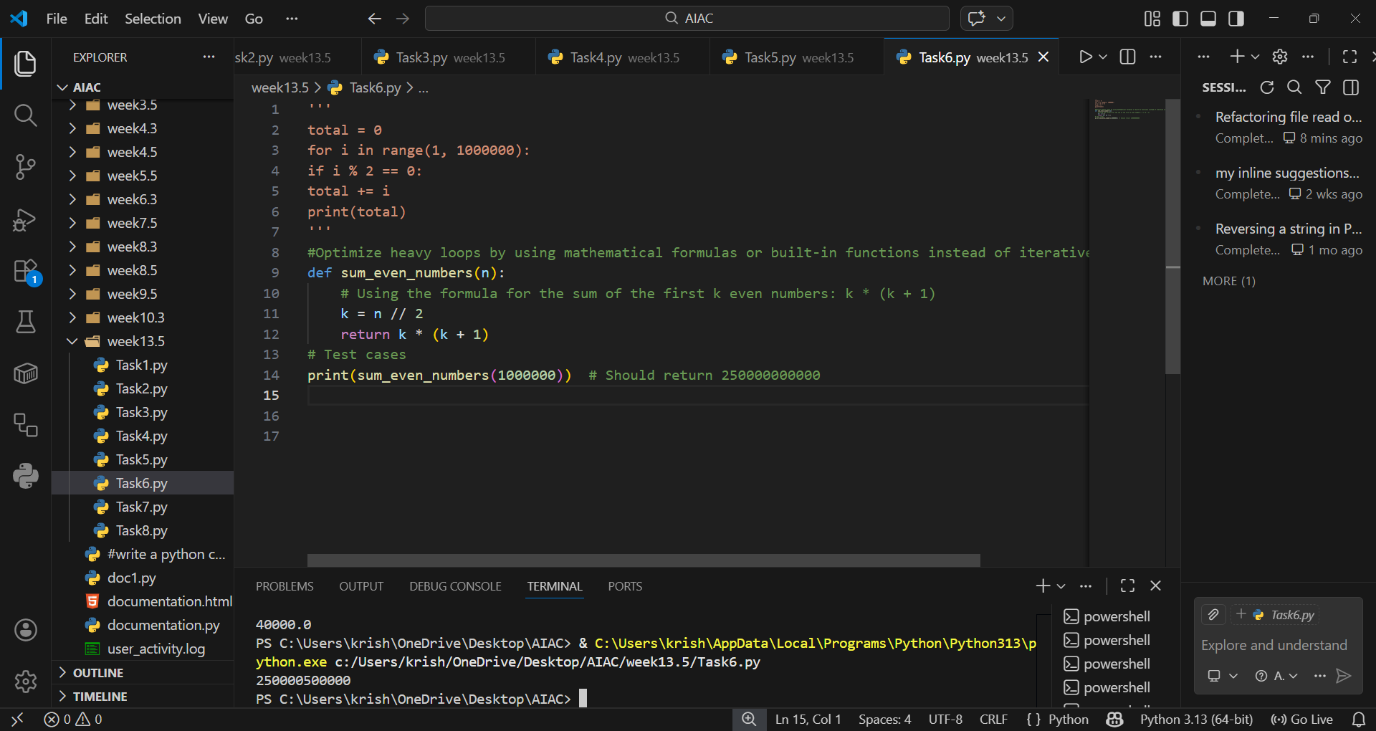 File Edit Selection View Go ··· AIAC
EXPLORER ···
sk2.py week13.5 Task3.py week13.5 Task4.py week13.5 Task5.py week13.5 Task6.py week13.5
AIAC
week3.5
week4.3
week4.5
week5.5
week6.3
week7.5
week8.3
week8.5
week9.5
week10.3
week13.5
Task1.py
Task2.py
Task3.py
Task4.py
Task5.py
Task6.py
Task7.py
Task8.py
#write a python c...
doc1.py
documentation.html
documentation.py
user_activity.log
OUTLINE
TIMELINE
1
week13.5 > Task6.py > ...
1 '''
2 total = 0
3 for i in range(1, 1000000):
4 if i % 2 == 0:
5 total += i
6 print(total)
7 '''
8 #Optimize heavy loops by using mathematical formulas or built-in functions instead of iterative
9 def sum_even_numbers(n):
10 # Using the formula for the sum of the first k even numbers: k * (k + 1)
11 k = n // 2
12 return k * (k + 1)
13 # Test cases
14 print(sum_even_numbers(1000000)) # Should return 250000000000
15
16
17
PROBLEMS OUTPUT DEBUG CONSOLE TERMINAL PORTS
40000.0
PS C:\Users\krish\OneDrive\Desktop\AIAC> & C:\Users\krish\AppData\Local\Programs\Python\Python313\p
ython.exe c:/Users/krish/OneDrive/Desktop/AIAC/week13.5/Task6.py
250000500000
PS C:\Users\krish\OneDrive\Desktop\AIAC>
powershell
powershell
powershell
powershell
SESSI...
Refactoring file read o...
Complet... 8 mins ago
my inline suggestions...
Complete... 2 wks ago
Reversing a string in P...
Complete... 1 mo ago
MORE (1)
Task6.py
Explore and understand
A.
0 0 Ln 15, Col 1 Spaces: 4 UTF-8 CRLF { } Python Python 3.13 (64-bit) Go Live